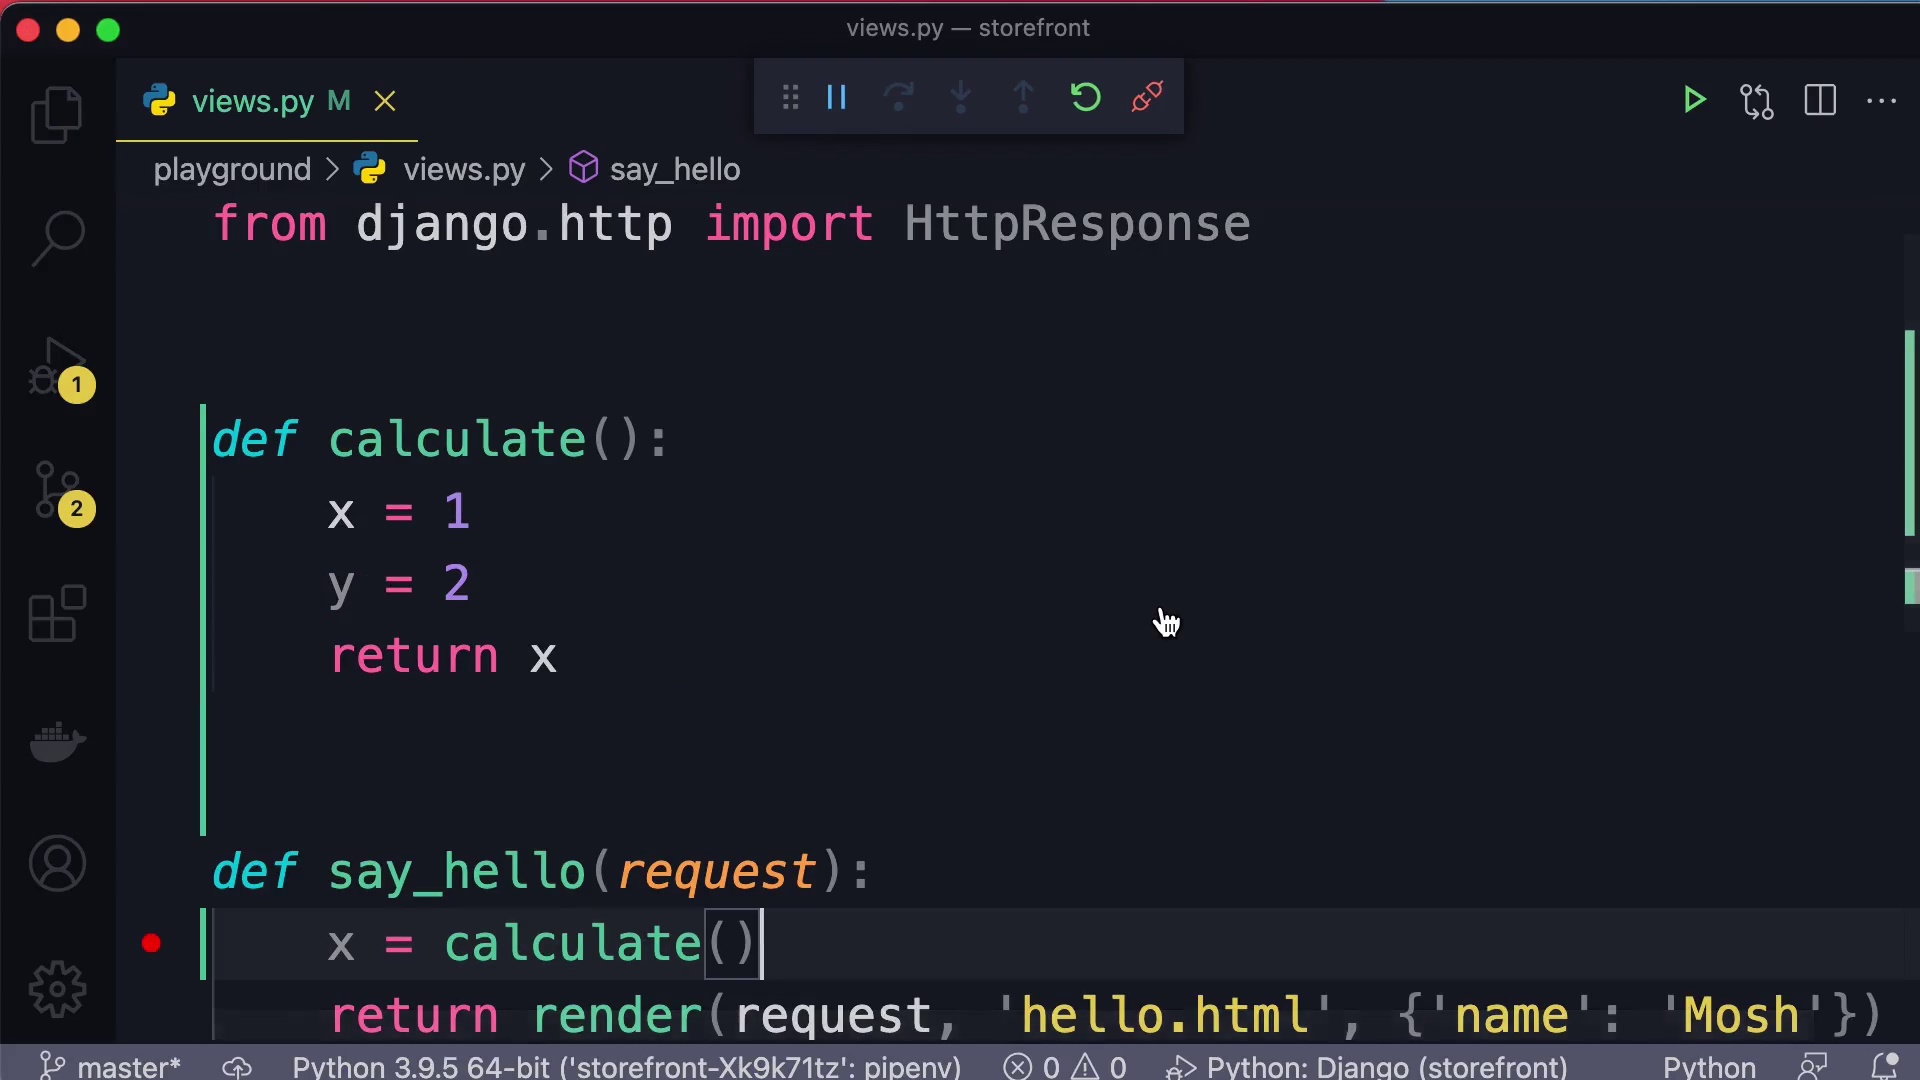 views.py — storefront
views.py M
playground > views.py > say_hello
from django.http import HttpResponse
def calculate():
x = 1
y = 2
return x
def say_hello(request):
x = calculate()
return render(request, 'hello.html', {'name': 'Mosh'})
1
2
master* Python 3.9.5 64-bit ('storefront-Xk9k71tz': pipenv) 0 0 Python: Django (storefront) Python